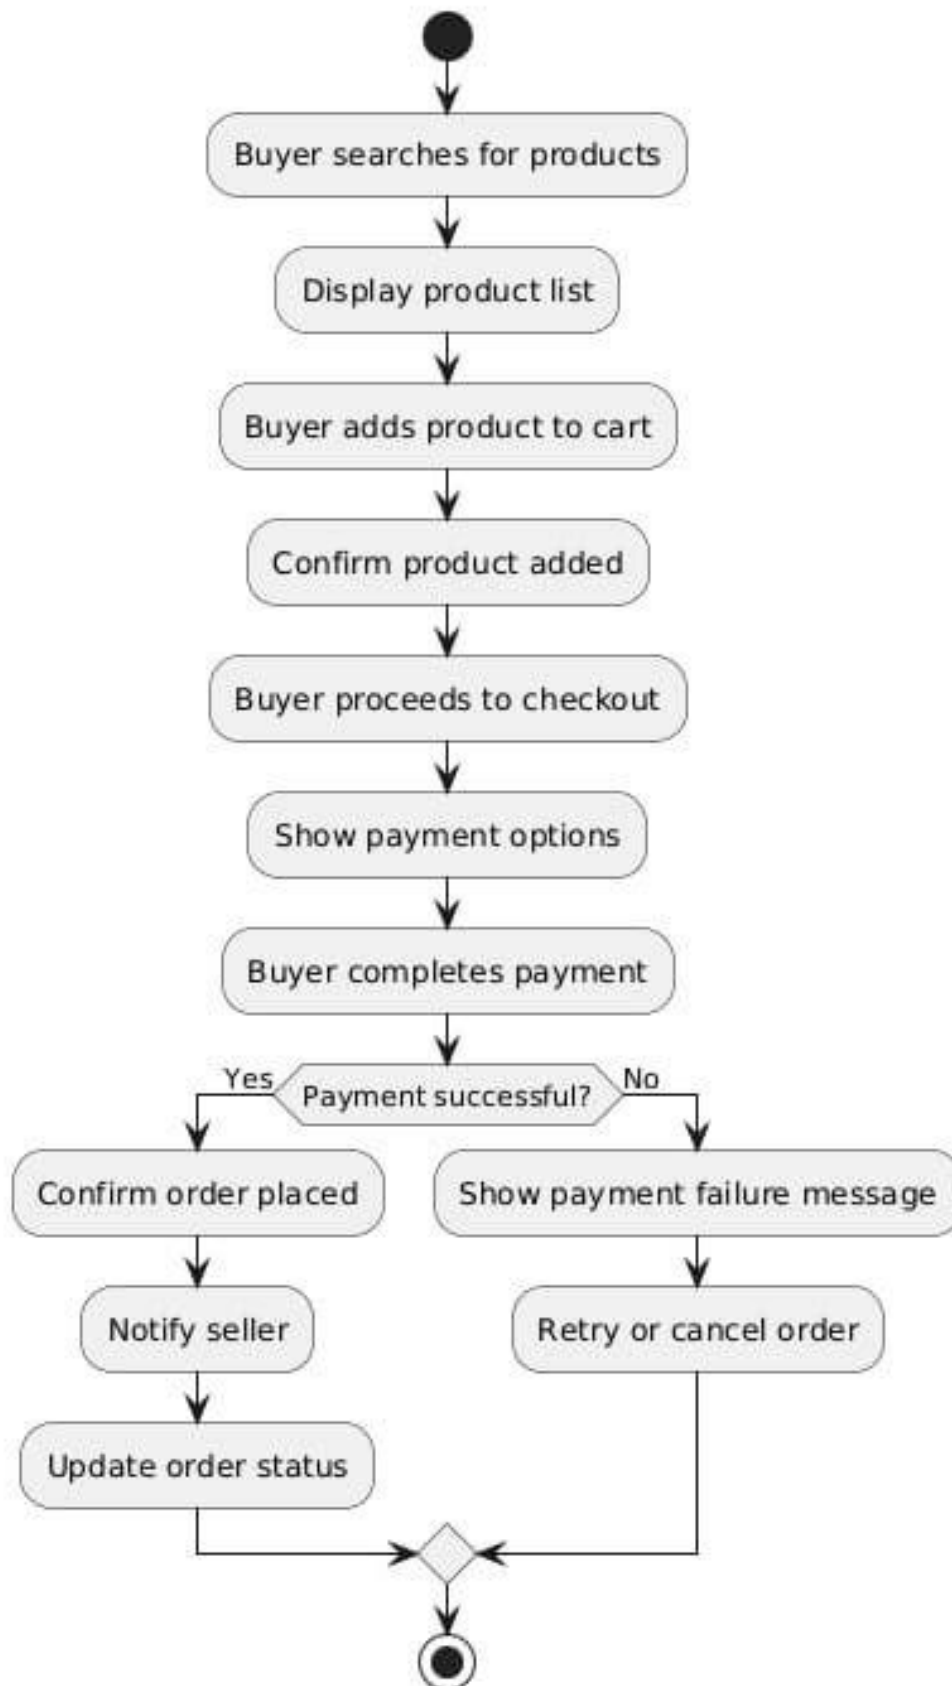 Buyer searches for products
Display product list
Buyer adds product to cart
Confirm product added
Buyer proceeds to checkout
Show payment options
Buyer completes payment
Yes
Payment successful?
No
Confirm order placed
Show payment failure message
Notify seller
Retry or cancel order
Update order status